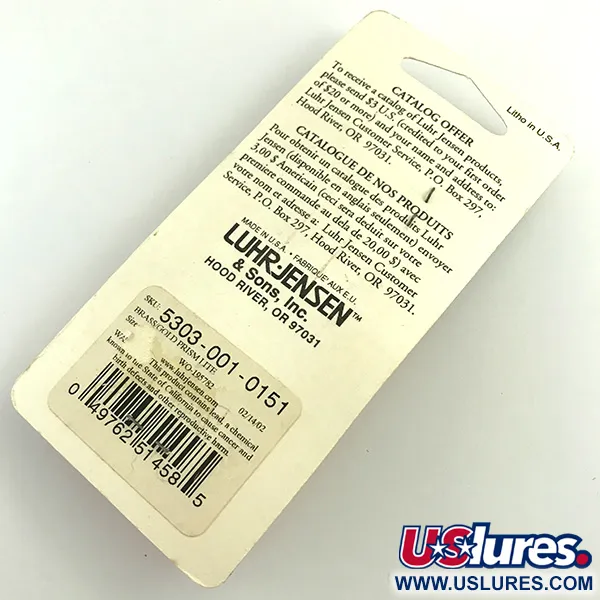 CATALOG OFFER
To receive a catalog of Luhr Jensen products,
please send $3 U.S. (credited to your first order
of $20 or more) and your name and address to:
Luhr Jensen Customer Service, P.O. Box 297,
Hood River, OR 97031.
CATALOGUE DE NOS PRODUITS
Pour obtenir un catalogue des produits Luhr
Jensen (disponible en anglais seulement) envoyer
3,00 $ Americain (ceci sera deduit sur votre
premiere commande au dela de 20,00 $) avec
votre nom et adresse a: Luhr Jensen Customer
Service, P.O. Box 297, Hood River, OR 97031.
Litho in U.S.A.
MADE IN U.S.A. • FABRIQUE' AUX E.U.
LUHR-JENSEN™
& Sons, Inc.
HOOD RIVER, OR 97031
SKU: 5303-001-0151
BRASS/GOLD PRISM LITE
Size
WO-195782
02/14/02
www.luhrjensen.com
WA
This product contains lead, a chemical
known to the State of California to cause cancer and
birth defects and other reproductive harm.
0 49762 51458 5
USlures.
WWW.USLURES.COM